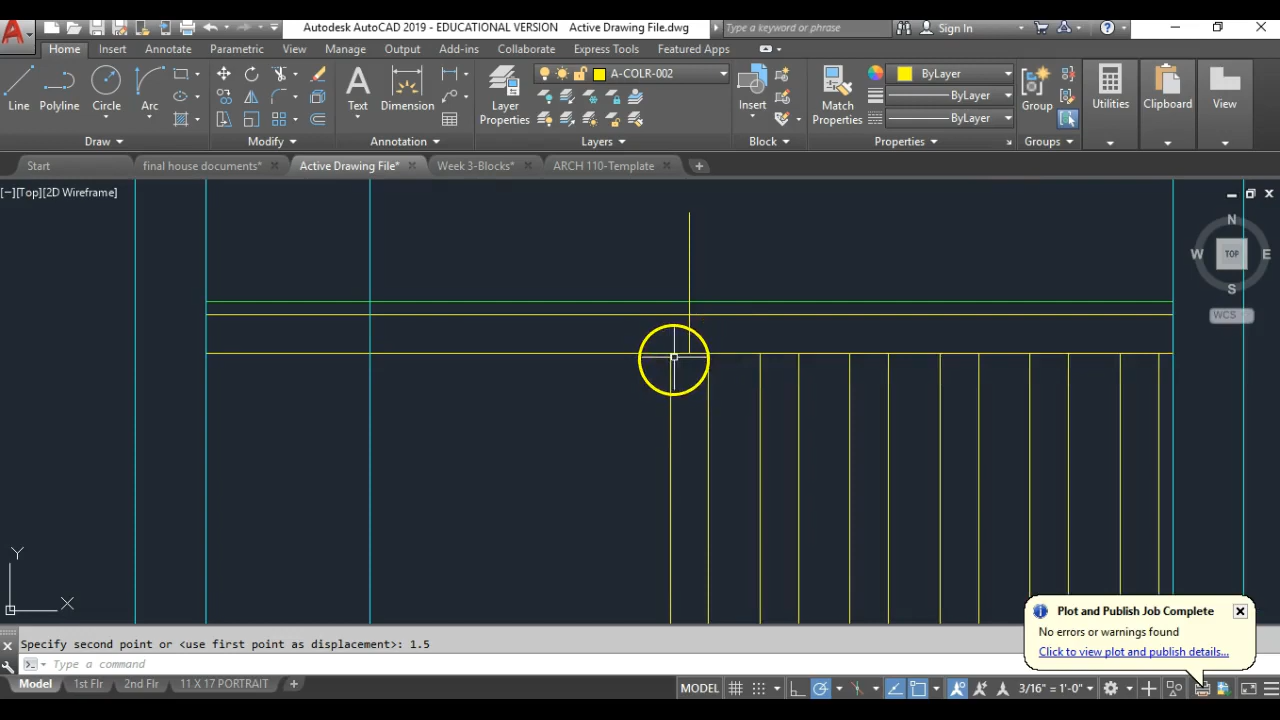 Autodesk AutoCAD 2019 - EDUCATIONAL VERSION Active Drawing File.dwg
Type a keyword or phrase
Sign In
Home Insert Annotate Parametric View Manage Output Add-ins Collaborate Express Tools Featured Apps
A-COLR-002
ByLayer
ByLayer
ByLayer
Line Polyline Circle Arc Text Dimension Layer Properties Insert Match Properties Group Utilities Clipboard View
Draw Modify Annotation Layers Block Properties Groups
Start final house documents* Active Drawing File* Week 3-Blocks* ARCH 110-Template
[−][Top][2D Wireframe]
N
W TOP E
S
WCS
Y
X
Plot and Publish Job Complete
No errors or warnings found
Click to view plot and publish details...
Specify second point or <use first point as displacement>: 1.5
Type a command
Model 1st Flr 2nd Flr 11 X 17 PORTRAIT
MODEL 3/16" = 1'-0"